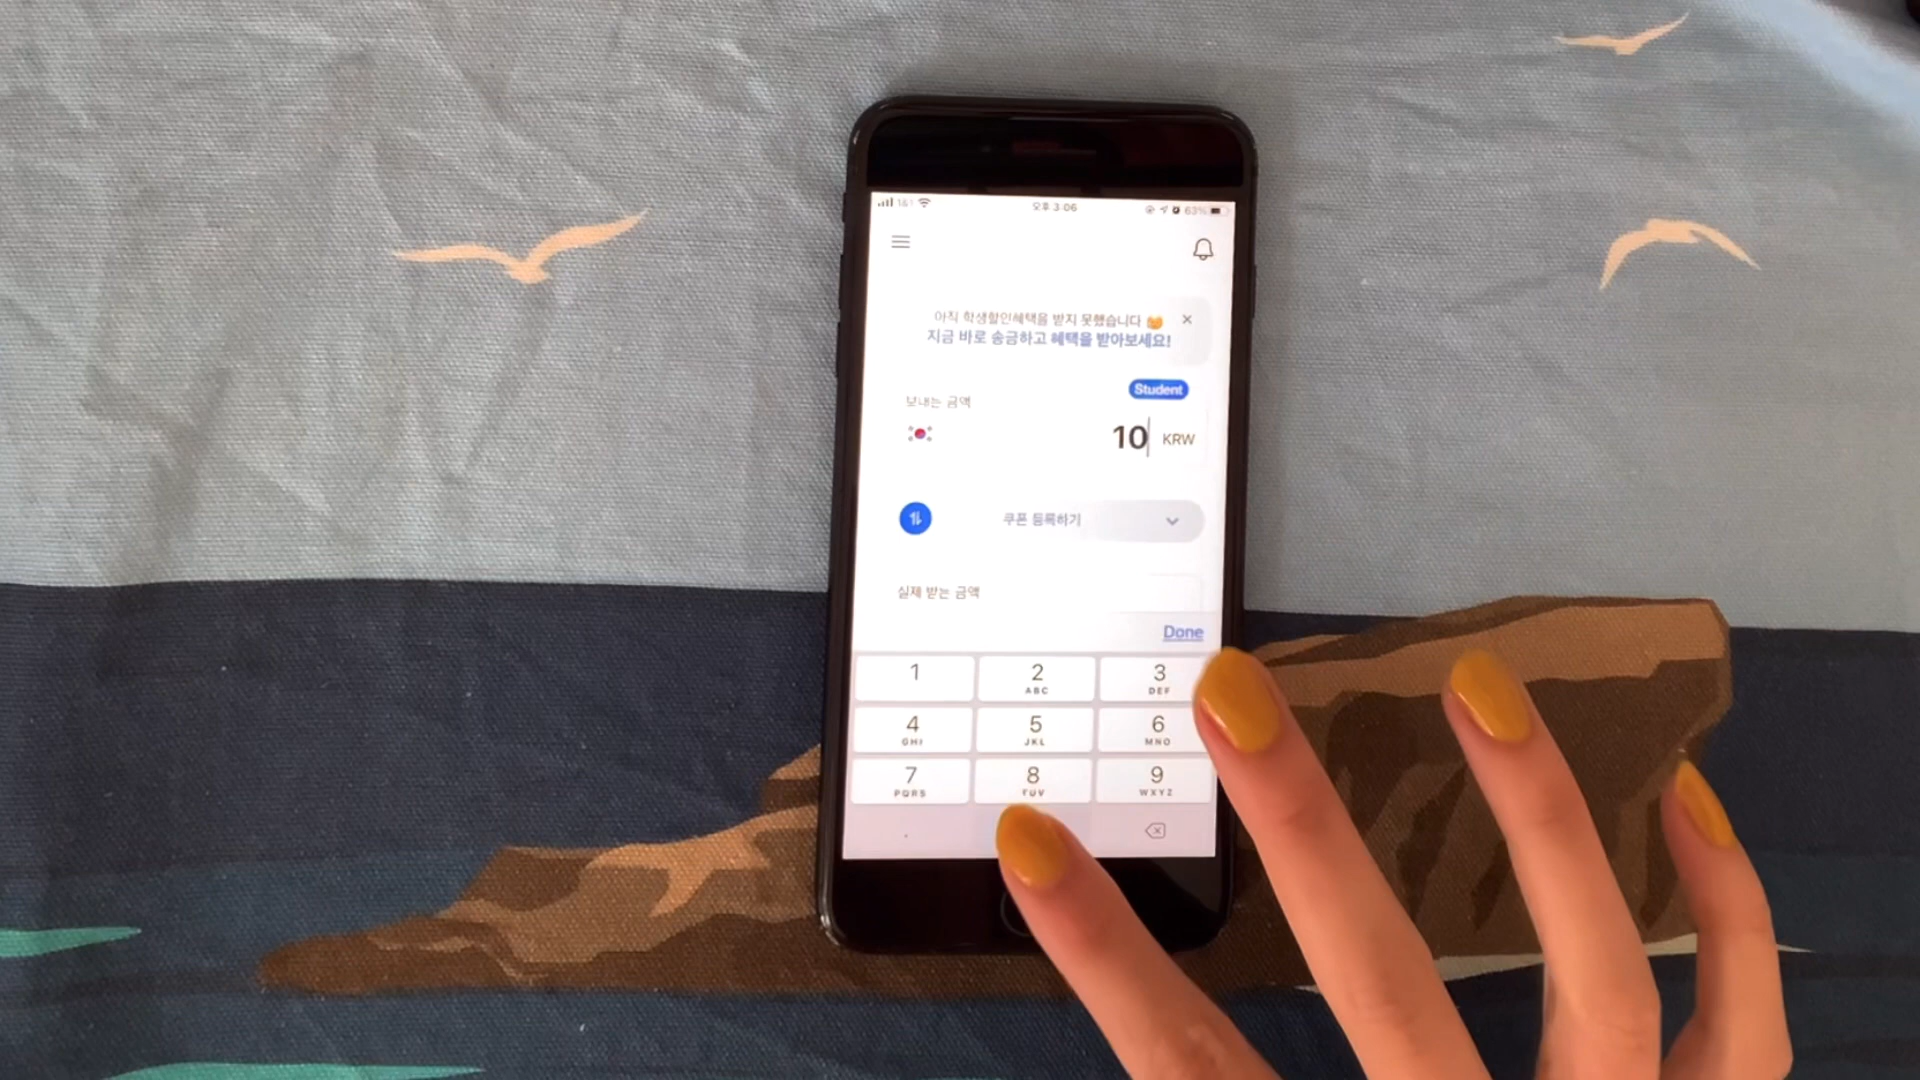 1&1 오후 3:06 63%
아직 학생할인혜택을 받지 못했습니다
지금 바로 송금하고 혜택을 받아보세요!
Student
보내는 금액
10 KRW
쿠폰 등록하기
실제 받는 금액
Done
1 2 3
ABC DEF
4 5 6
GHI JKL MNO
7 8 9
PQRS TUV WXYZ
.